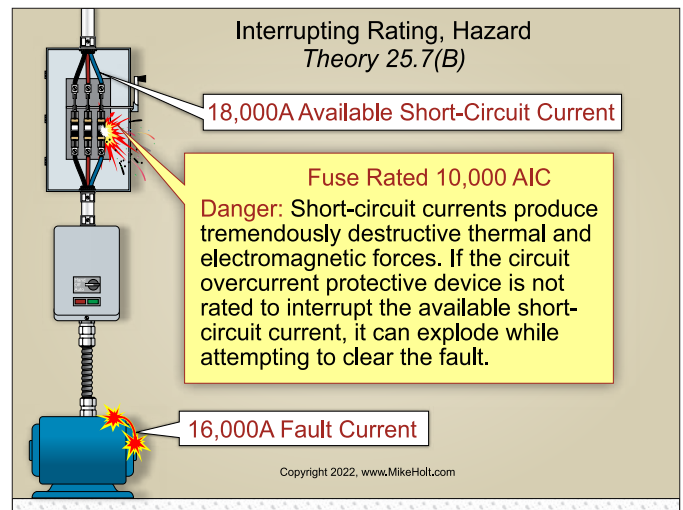 Interrupting Rating, Hazard
Theory 25.7(B)
18,000A Available Short-Circuit Current
Fuse Rated 10,000 AIC
Danger: Short-circuit currents produce
tremendously destructive thermal and
electromagnetic forces. If the circuit
overcurrent protective device is not
rated to interrupt the available short-
circuit current, it can explode while
attempting to clear the fault.
16,000A Fault Current
Copyright 2022, www.MikeHolt.com